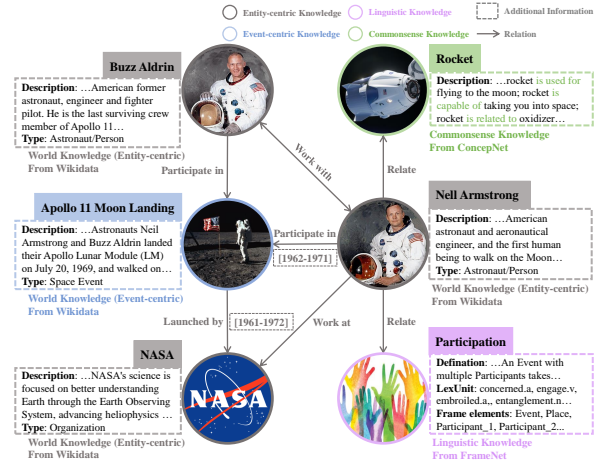 Entity-centric Knowledge
Linguistic Knowledge
Additional Information
Event-centric Knowledge
Commonsense Knowledge
Relation
Buzz Aldrin
Description: …American former
astronaut, engineer and fighter
pilot. He is the last surviving crew
member of Apollo 11…
Type: Astronaut/Person
World Knowledge (Entity-centric)
From Wikidata
Rocket
Description: …rocket is used for
flying to the moon; rocket is
capable of taking you into space;
rocket is related to oxidizer…
Commonsense Knowledge
From ConcepNet
Participate in
Work with
Relate
Apollo 11 Moon Landing
Description: …Astronauts Neil
Armstrong and Buzz Aldrin landed
their Apollo Lunar Module (LM)
on July 20, 1969, and walked on…
Type: Space Event
World Knowledge (Event-centric)
From Wikidata
Participate in
[1962-1971]
Nell Armstrong
Description: …American
astronaut and aeronautical
engineer, and the first human
being to walk on the Moon…
Type: Astronaut/Person
World Knowledge (Entity-centric)
From Wikidata
Launched by
[1961-1972]
Work at
Relate
NASA
Description: …NASA's science is
focused on better understanding
Earth through the Earth Observing
System, advancing heliophysics …
Type: Organization
World Knowledge (Entity-centric)
From Wikidata
NASA
Participation
Defination: …An Event with
multiple Participants takes…
LexUnit: concerned.a, engage.v,
embroiled.a,, entanglement.n…
Frame elements: Event, Place,
Participant_1, Participant_2...
Linguistic Knowledge
From FrameNet